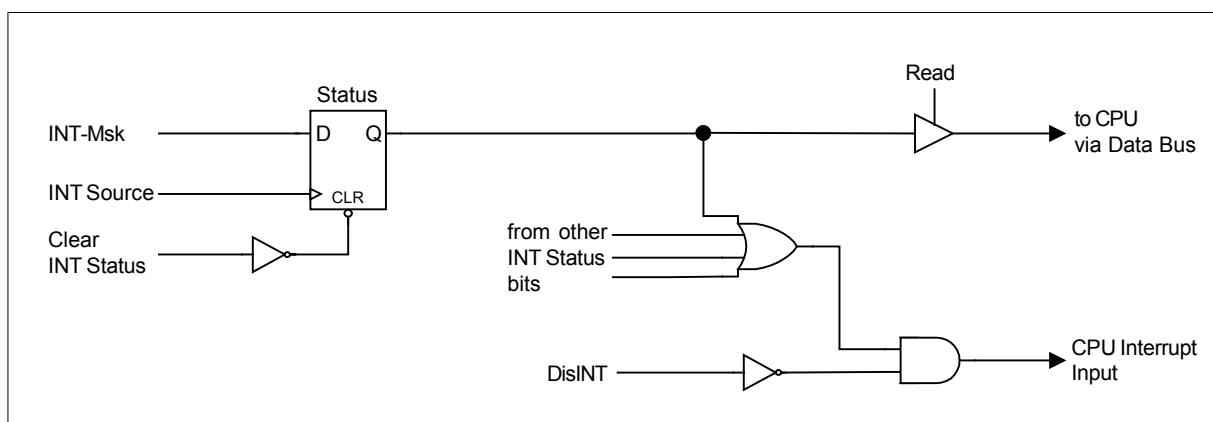 Read
Status
INT-Msk
D
Q
to CPU
via Data Bus
INT Source
CLR
Clear
INT Status
from other
INT Status
bits
DisINT
CPU Interrupt
Input